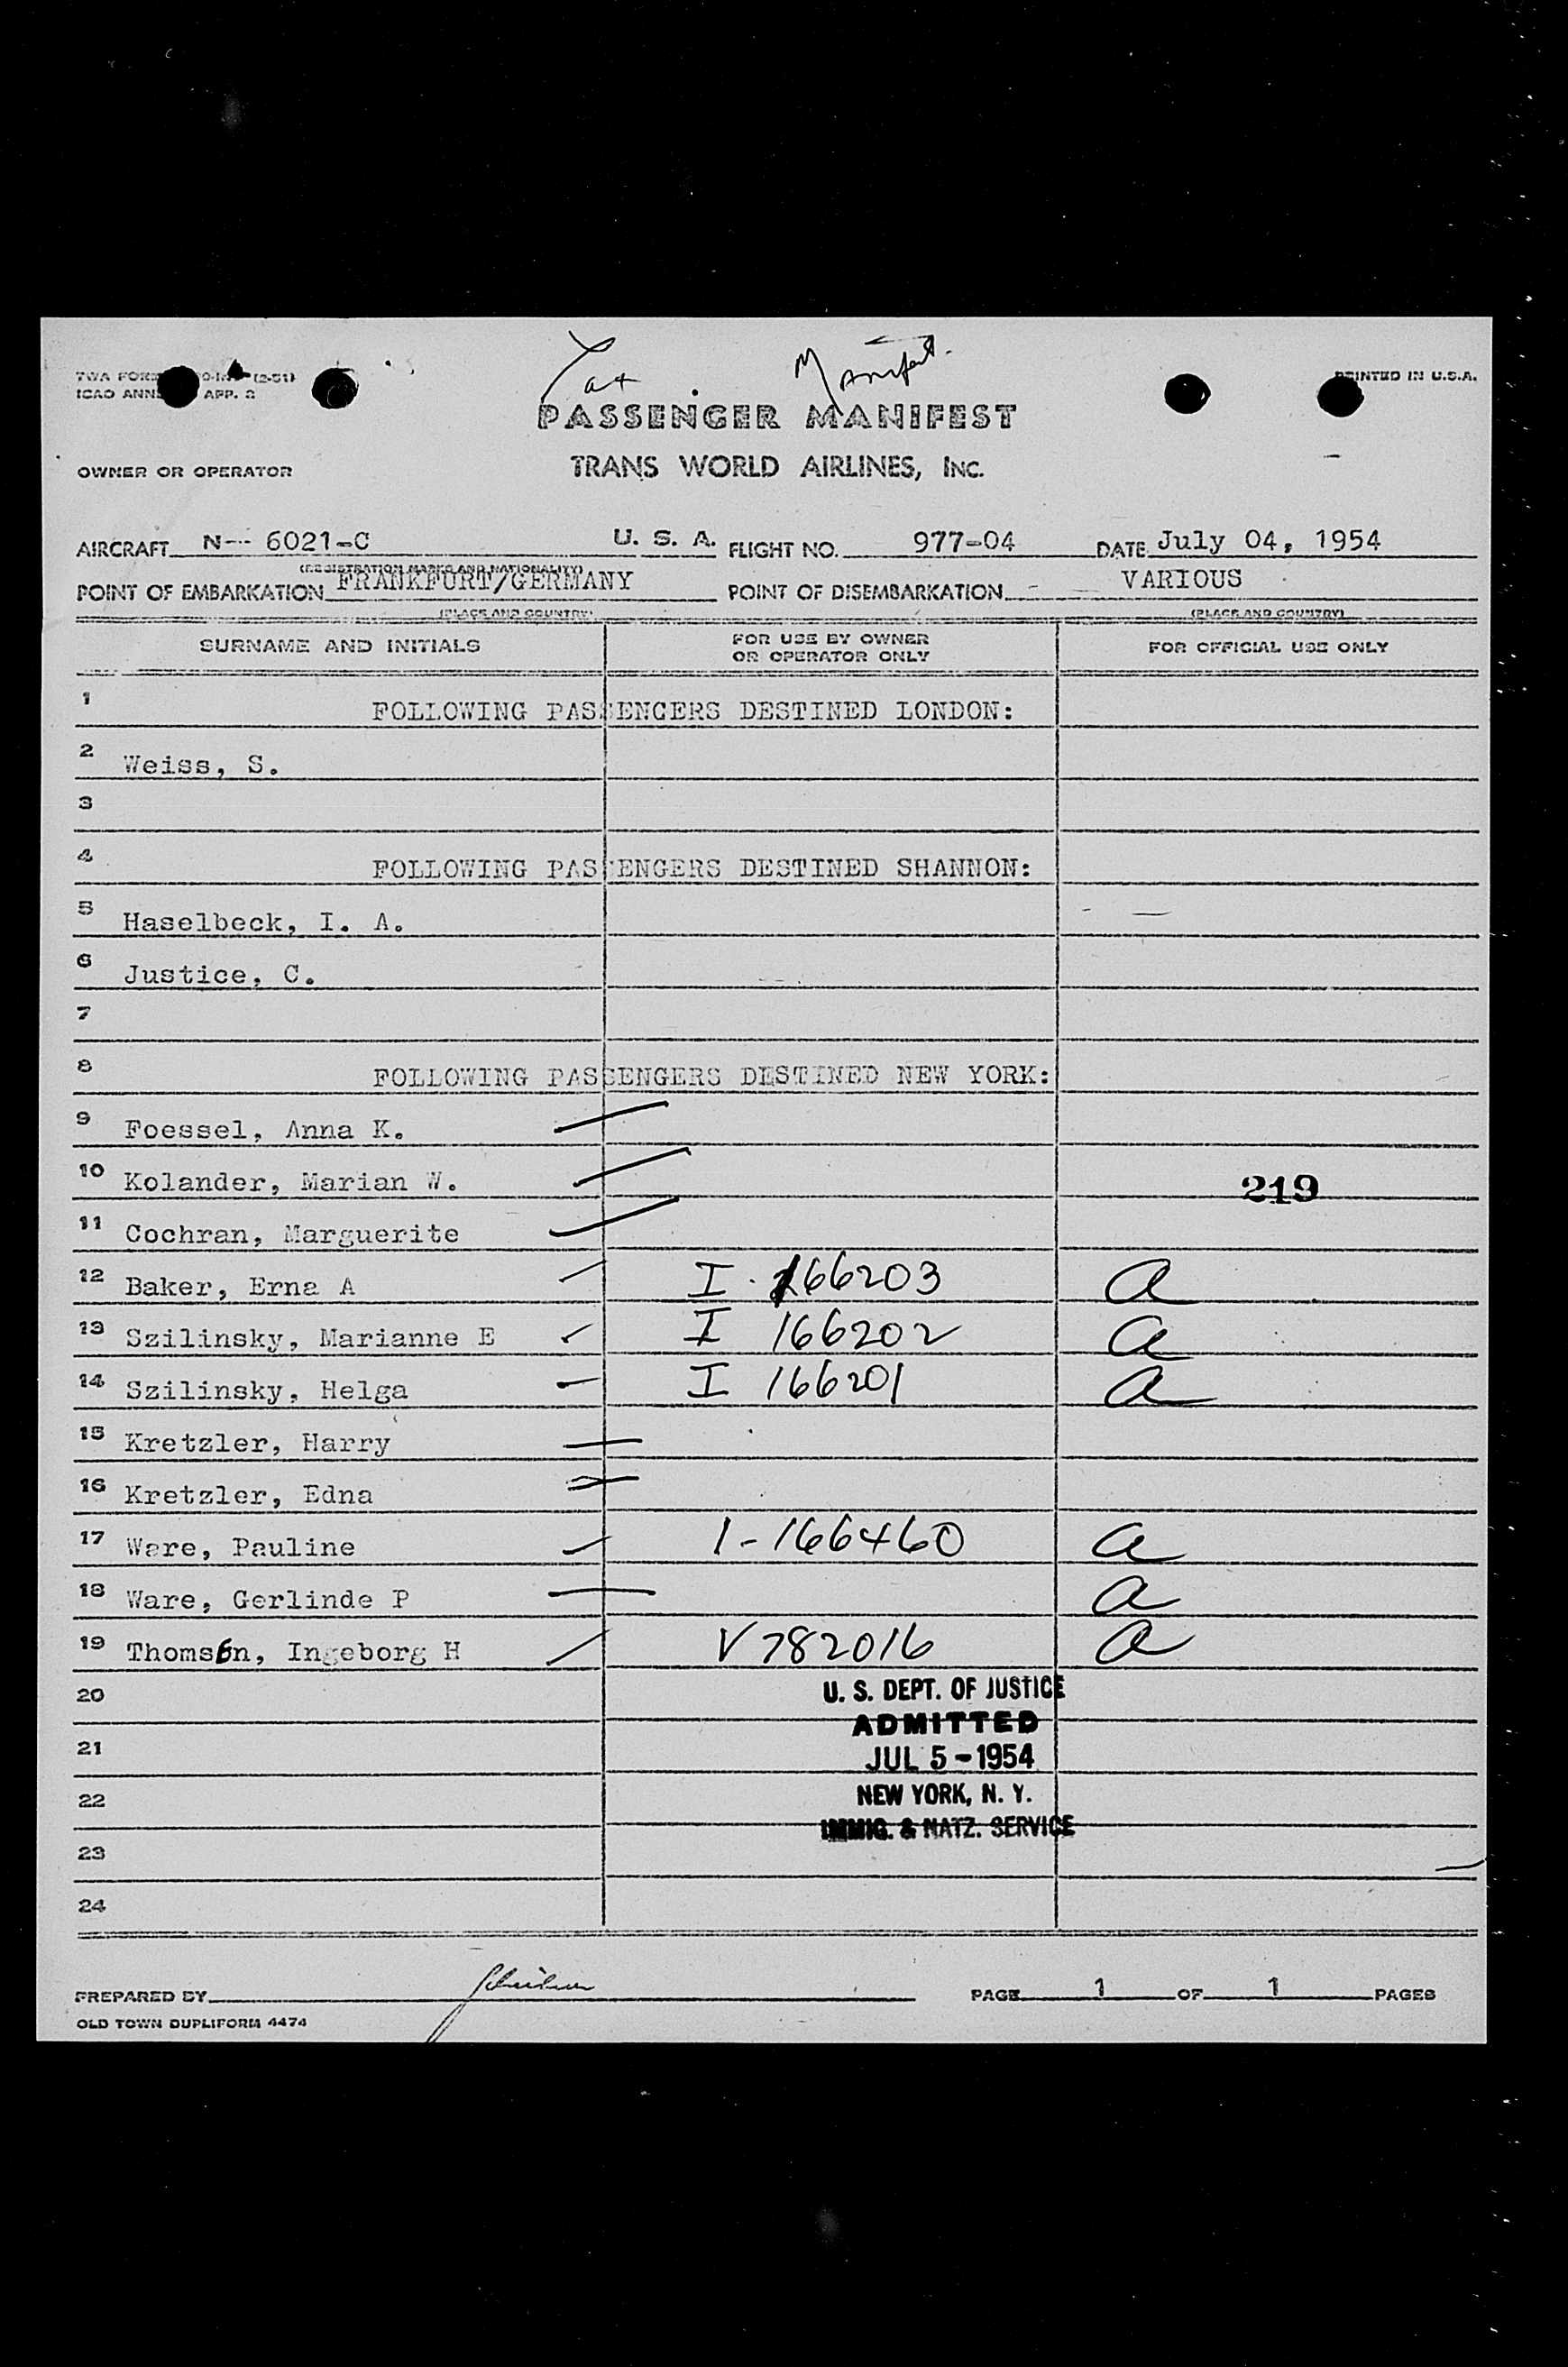 Tax Manifest
PRINTED IN U.S.A.
ICAO APP. 2
PASSENGER MANIFEST
OWNER OR OPERATOR TRANS WORLD AIRLINES, INC.
AIRCRAFT N-- 6021-C U. S. A. FLIGHT NO. 977-04 DATE July 04, 1954
(REGISTRATION MARKS AND NATIONALITY)
POINT OF EMBARKATION FRANKFURT/GERMANY POINT OF DISEMBARKATION VARIOUS
(PLACE AND COUNTRY) (PLACE AND COUNTRY)
SURNAME AND INITIALS FOR USE BY OWNER OR OPERATOR ONLY FOR OFFICIAL USE ONLY
1 FOLLOWING PASSENGERS DESTINED LONDON:
2 Weiss, S.
3
4 FOLLOWING PASSENGERS DESTINED SHANNON:
5 Haselbeck, I. A.
6 Justice, C.
7
8 FOLLOWING PASSENGERS DESTINED NEW YORK:
9 Foessel, Anna K.
10 Kolander, Marian W. 219
11 Cochran, Marguerite
12 Baker, Erna A I 166203 a
13 Szilinsky, Marianne E I 166202 a
14 Szilinsky, Helga I 166201 a
15 Kretzler, Harry
16 Kretzler, Edna
17 Ware, Pauline I-166460 a
18 Ware, Gerlinde P a
19 Thomsen, Ingeborg H V782016 a
20 U. S. DEPT. OF JUSTICE
ADMITTED
21 JUL 5-1954
22 NEW YORK, N. Y.
IMMIG. & NATZ. SERVICE
23
24
PREPARED BY PAGE 1 OF 1 PAGES
OLD TOWN DUPLIFORM 4474